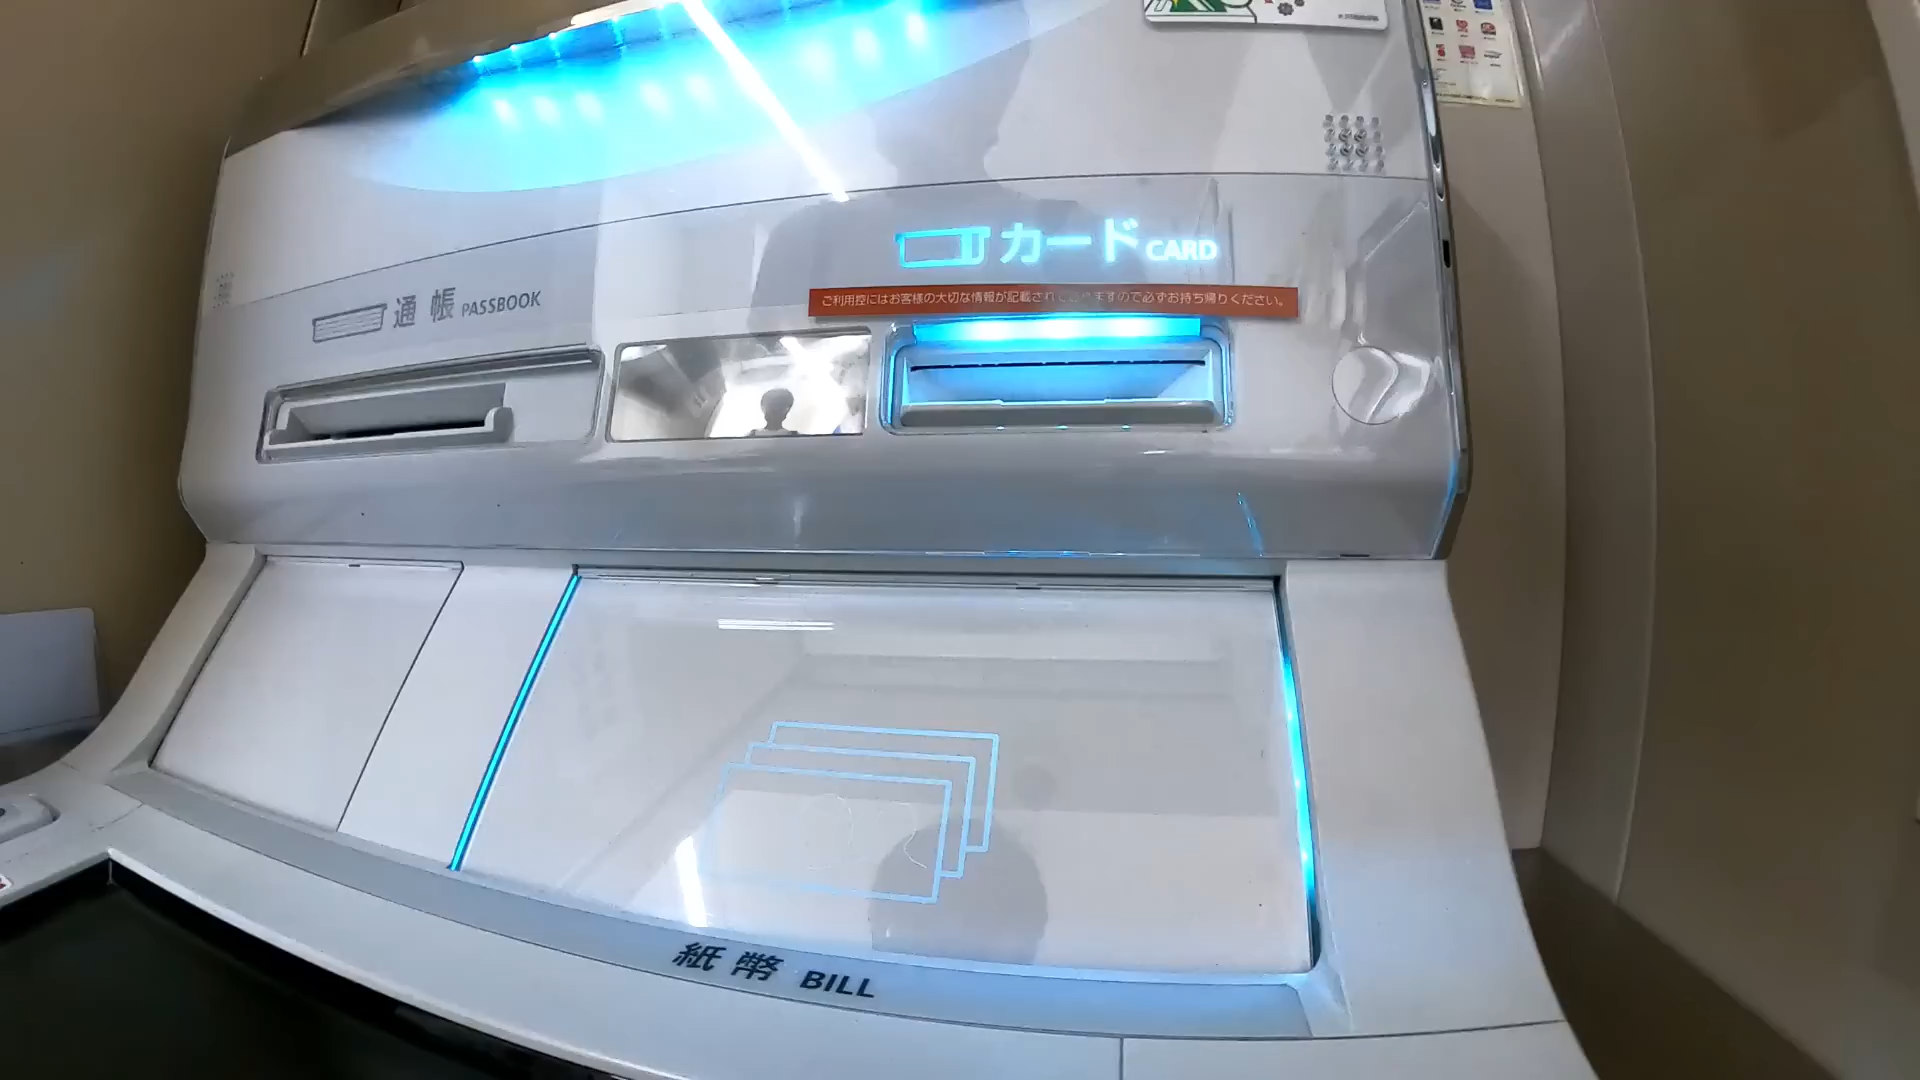 カード CARD
ご利用控にはお客様の大切な情報が記載されておりますので必ずお持ち帰りください。
通帳 PASSBOOK
紙幣 BILL